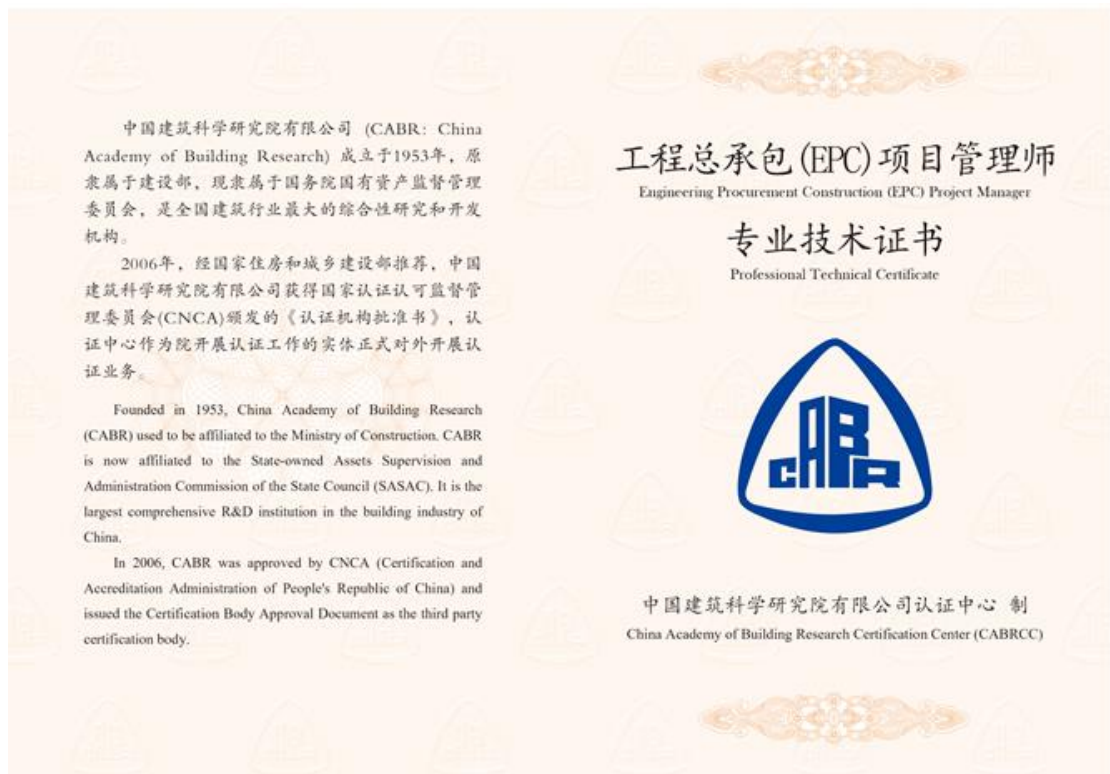 中国建筑科学研究院有限公司 (CABR: China
Academy of Building Research) 成立于1953年，原
隶属于建设部，现隶属于国务院国有资产监督管理
委员会，是全国建筑行业最大的综合性研究和开发
机构。
2006年，经国家住房和城乡建设部推荐，中国
建筑科学研究院有限公司获得国家认证认可监督管
理委员会(CNCA)颁发的《认证机构批准书》，认
证中心作为院开展认证工作的实体正式对外开展认
证业务。
Founded in 1953, China Academy of Building Research
(CABR) used to be affiliated to the Ministry of Construction. CABR
is now affiliated to the State-owned Assets Supervision and
Administration Commission of the State Council (SASAC). It is the
largest comprehensive R&D institution in the building industry of
China.
In 2006, CABR was approved by CNCA (Certification and
Accreditation Administration of People's Republic of China) and
issued the Certification Body Approval Document as the third party
certification body.
工程总承包(EPC)项目管理师
Engineering Procurement Construction (EPC) Project Manager
专业技术证书
Professional Technical Certificate
CABR
中国建筑科学研究院有限公司认证中心 制
China Academy of Building Research Certification Center (CABRCC)